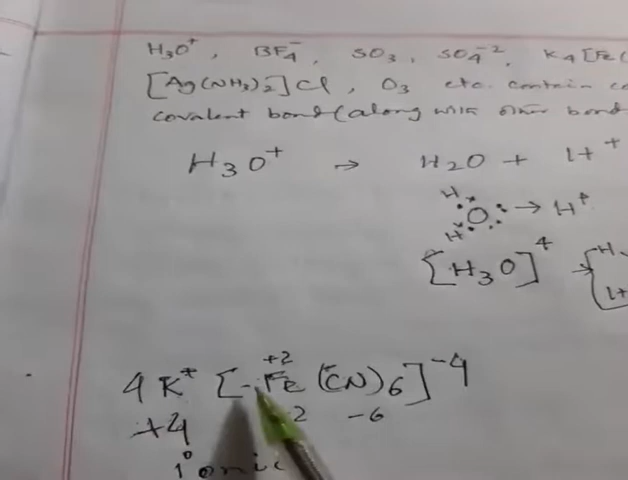 H3O+, BF4-, SO3, SO4-2, K4[Fe(
[Ag(NH3)2]Cl, O3 etc. contain co
covalent bond (along with other bond
H3O+ → H2O + H+
H
O → H+
H
[H3O]+ → H
H
4K+ [Fe(CN)6]-4
+2
+4 2 -6
ionic